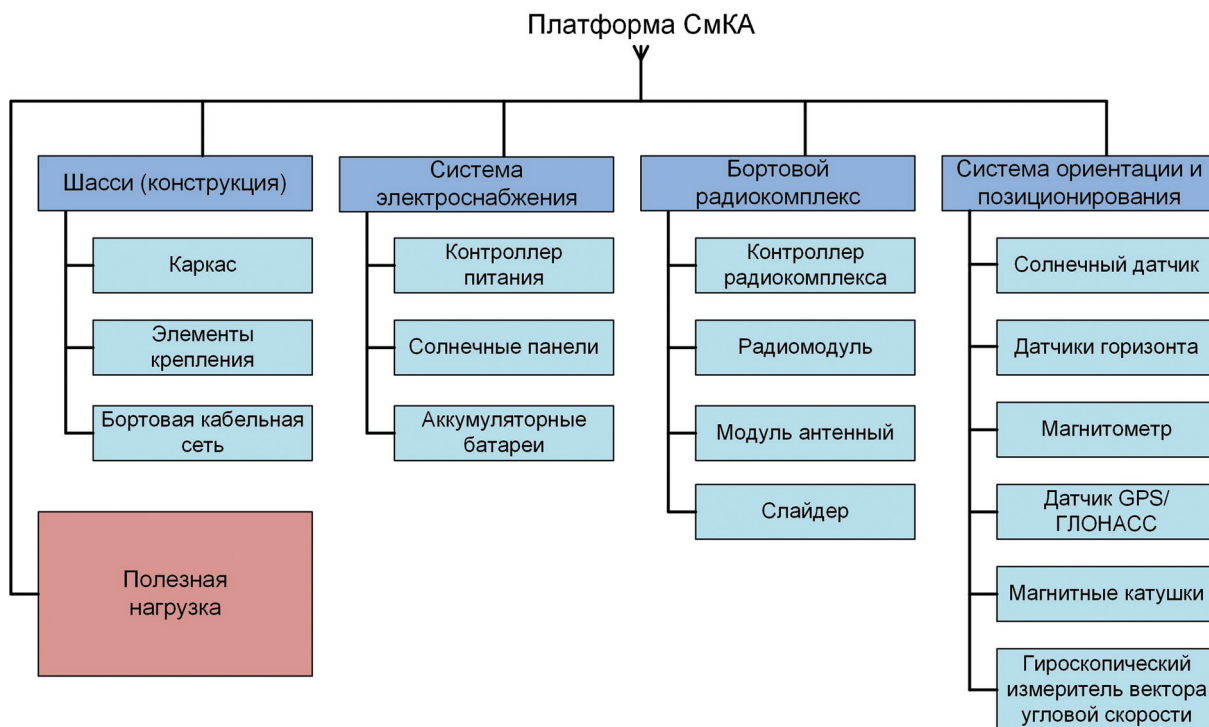 Платформа СмКА
Шасси (конструкция)
Каркас
Элементы
крепления
Бортовая кабельная
сеть
Полезная
нагрузка
Система
электроснабжения
Контроллер
питания
Солнечные панели
Аккумуляторные
батареи
Бортовой
радиокомплекс
Контроллер
радиокомплекса
Радиомодуль
Модуль антенный
Слайдер
Система ориентации и
позиционирования
Солнечный датчик
Датчики горизонта
Магнитометр
Датчик GPS/
ГЛОНАСС
Магнитные катушки
Гироскопический
измеритель вектора
угловой скорости